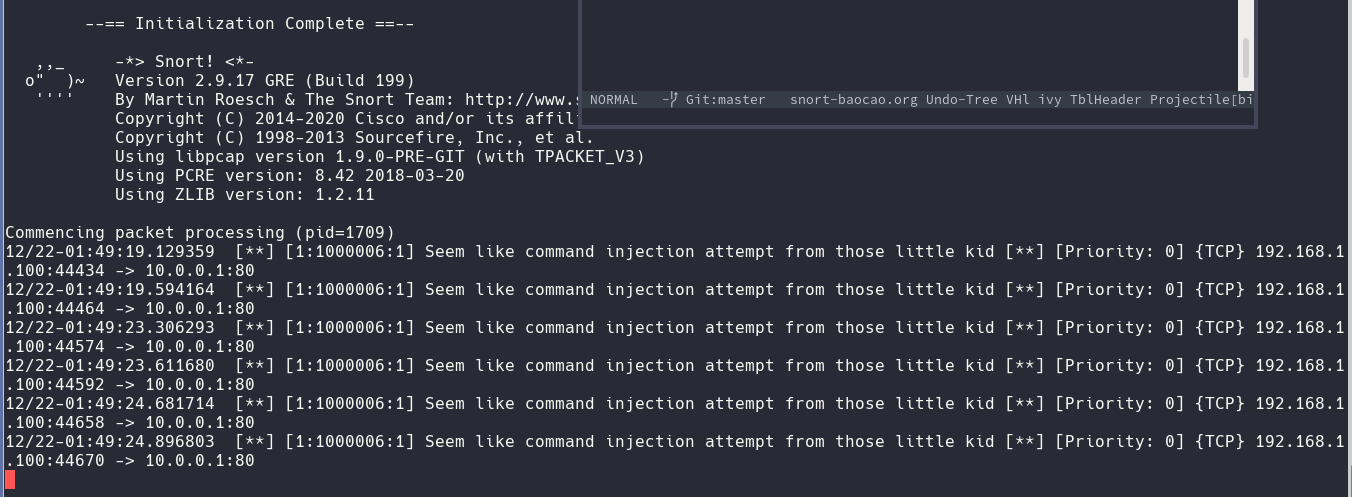 --== Initialization Complete ==--
,,_ -*> Snort! <*-
o" )~ Version 2.9.17 GRE (Build 199)
'''' By Martin Roesch & The Snort Team: http://www.
Copyright (C) 2014-2020 Cisco and/or its affil
Copyright (C) 1998-2013 Sourcefire, Inc., et al.
Using libpcap version 1.9.0-PRE-GIT (with TPACKET_V3)
Using PCRE version: 8.42 2018-03-20
Using ZLIB version: 1.2.11
NORMAL Git:master snort-baocao.org Undo-Tree VHl ivy TblHeader Projectile[bi
Commencing packet processing (pid=1709)
12/22-01:49:19.129359 [**] [1:1000006:1] Seem like command injection attempt from those little kid [**] [Priority: 0] {TCP} 192.168.1
.100:44434 -> 10.0.0.1:80
12/22-01:49:19.594164 [**] [1:1000006:1] Seem like command injection attempt from those little kid [**] [Priority: 0] {TCP} 192.168.1
.100:44464 -> 10.0.0.1:80
12/22-01:49:23.306293 [**] [1:1000006:1] Seem like command injection attempt from those little kid [**] [Priority: 0] {TCP} 192.168.1
.100:44574 -> 10.0.0.1:80
12/22-01:49:23.611680 [**] [1:1000006:1] Seem like command injection attempt from those little kid [**] [Priority: 0] {TCP} 192.168.1
.100:44592 -> 10.0.0.1:80
12/22-01:49:24.681714 [**] [1:1000006:1] Seem like command injection attempt from those little kid [**] [Priority: 0] {TCP} 192.168.1
.100:44658 -> 10.0.0.1:80
12/22-01:49:24.896803 [**] [1:1000006:1] Seem like command injection attempt from those little kid [**] [Priority: 0] {TCP} 192.168.1
.100:44670 -> 10.0.0.1:80